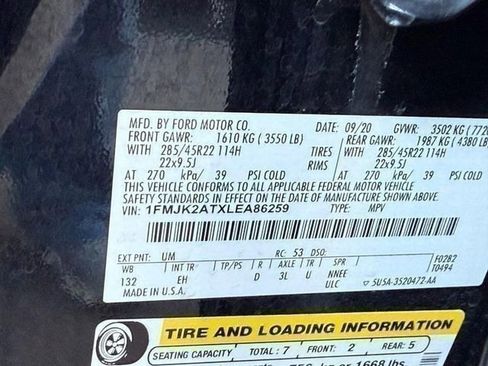 MFD. BY FORD MOTOR CO. DATE: 09/20 GVWR: 3502 KG (772
FRONT GAWR: 1610 KG ( 3550 LB) REAR GAWR: 1987 KG ( 4380 LB)
WITH 285/45R22 114H TIRES WITH 285/45R22 114H
22x9.5J RIMS 22x9.5J
AT 270 kPa/ 39 PSI COLD AT 270 kPa/ 39 PSI COLD
THIS VEHICLE CONFORMS TO ALL APPLICABLE FEDERAL MOTOR VEHICLE
SAFETY STANDARDS IN EFFECT ON THE DATE OF MANUFACTURE SHOWN ABOVE.
VIN: 1FMJK2ATXLEA86259 TYPE: MPV
EXT PNT: UM RC: 53 DSO: F0282
WB INT TR TP/PS R AXLE TR SPR T0494
132 EH D 3L U NNEE
MADE IN U.S.A. ULC 5U5A-3520472-AA
TIRE AND LOADING INFORMATION
SEATING CAPACITY TOTAL : 7 FRONT : 2 REAR: 5
1668 lbs.